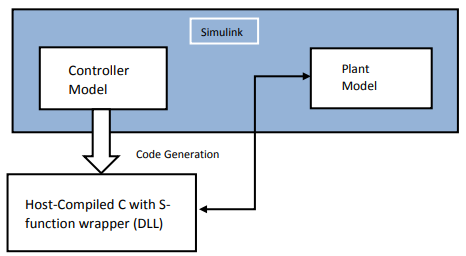 Simulink
Controller
Model
Plant
Model
Code Generation
Host-Compiled C with S-
function wrapper (DLL)